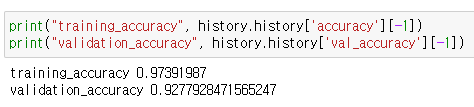 print("training_accuracy", history.history['accuracy'][-1])
print("validation_accuracy", history.history['val_accuracy'][-1])
training_accuracy 0.97391987
validation_accuracy 0.9277928471565247